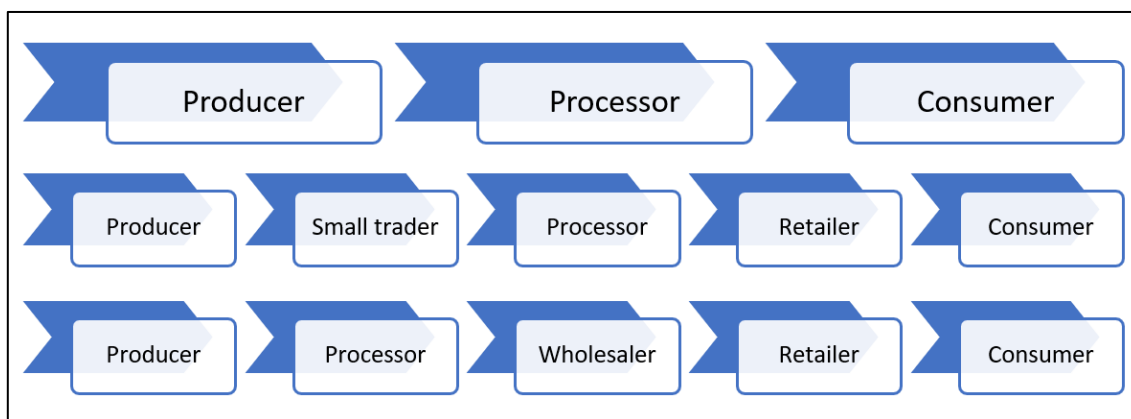 Producer Processor Consumer
Producer Small trader Processor Retailer Consumer
Producer Processor Wholesaler Retailer Consumer